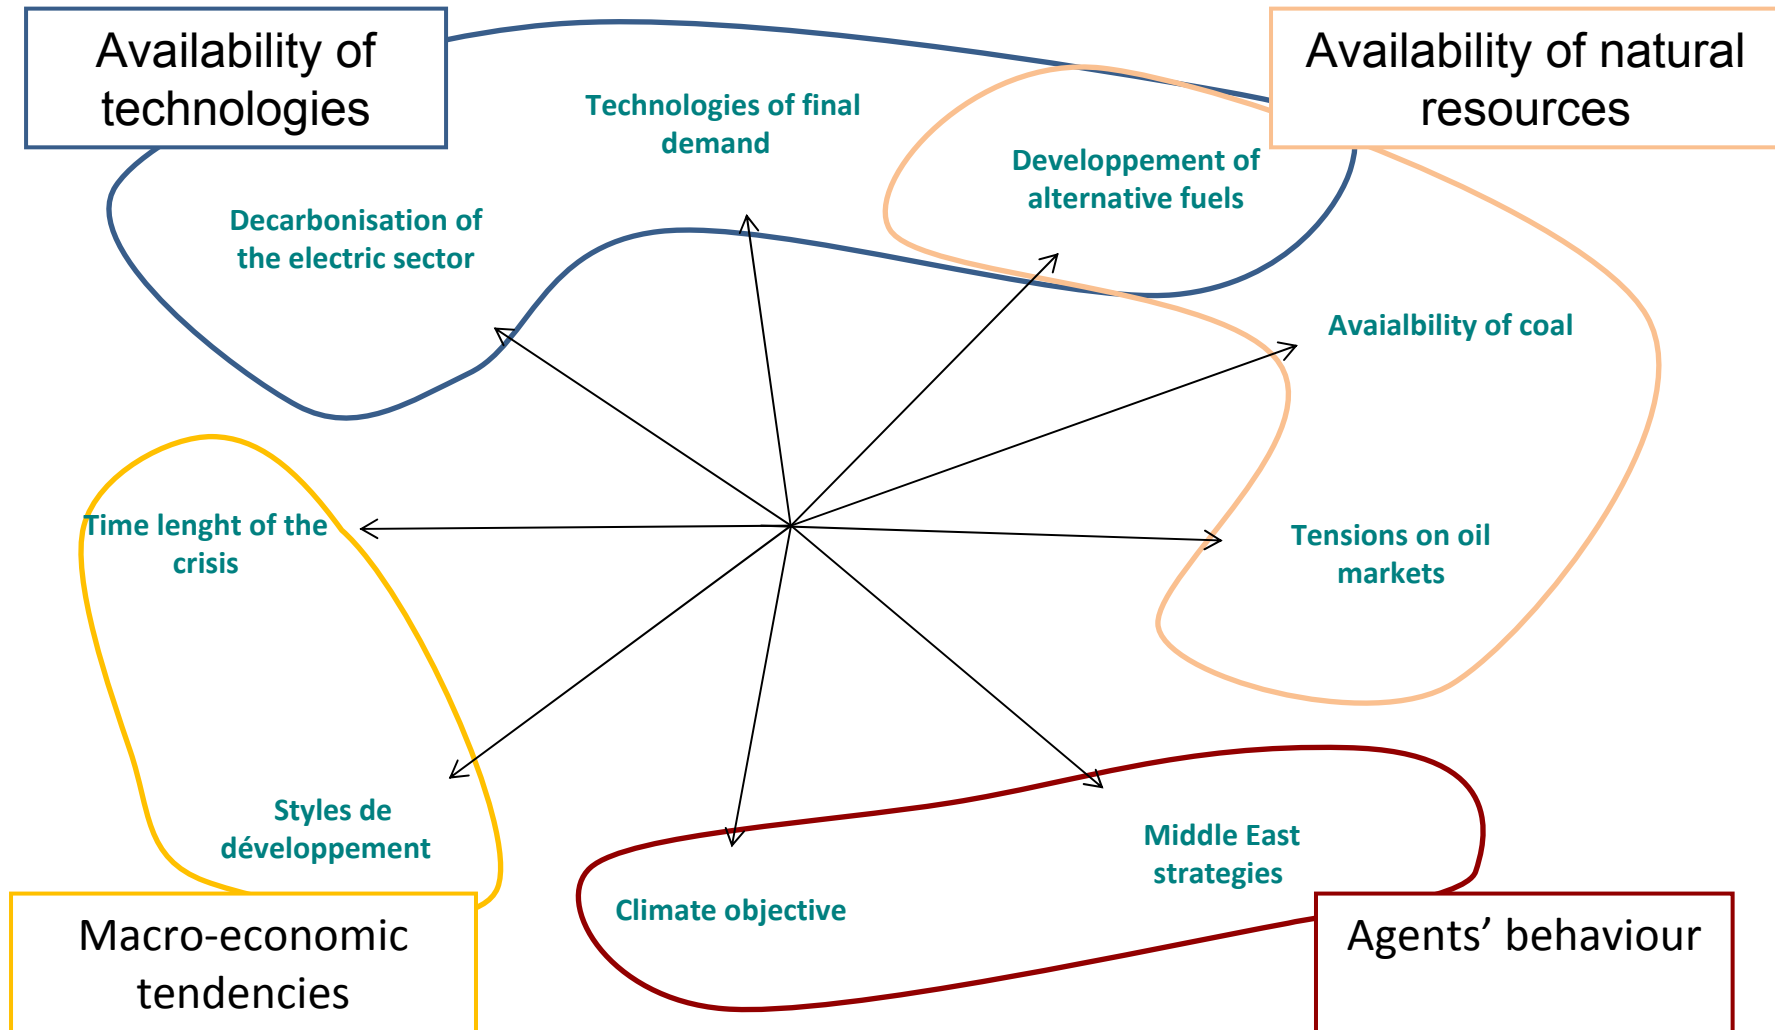 Availability of
technologies
Availability of natural
resources
Technologies of final
demand
Developpement of
alternative fuels
Decarbonisation of
the electric sector
Avaialbility of coal
Time lenght of the
crisis
Tensions on oil
markets
Styles de
développement
Middle East
strategies
Climate objective
Macro-economic
tendencies
Agents’ behaviour